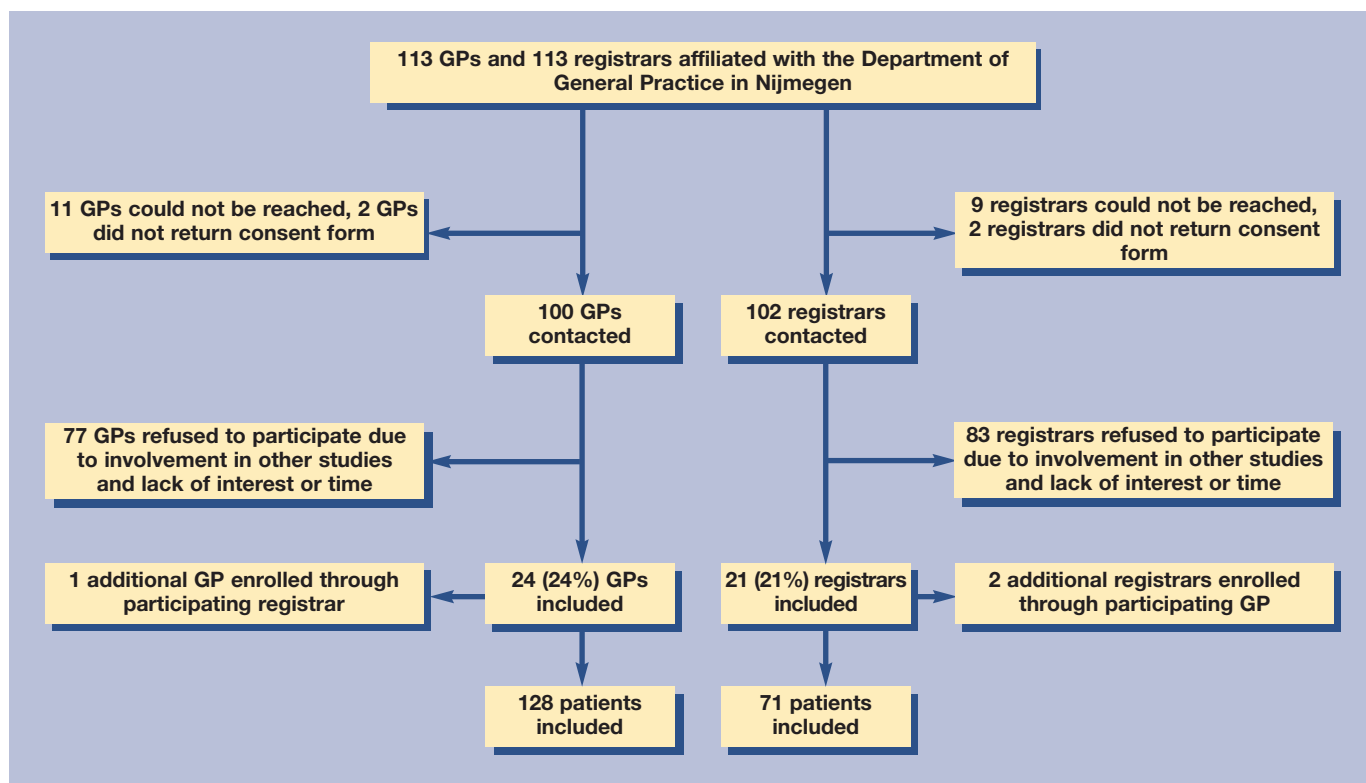 113 GPs and 113 registrars affiliated with the Department of
General Practice in Nijmegen
11 GPs could not be reached, 2 GPs
did not return consent form
9 registrars could not be reached,
2 registrars did not return consent
form
100 GPs
contacted
102 registrars
contacted
77 GPs refused to participate due
to involvement in other studies
and lack of interest or time
83 registrars refused to participate
due to involvement in other studies
and lack of interest or time
1 additional GP enrolled through
participating registrar
24 (24%) GPs
included
21 (21%) registrars
included
2 additional registrars enrolled
through participating GP
128 patients
included
71 patients
included